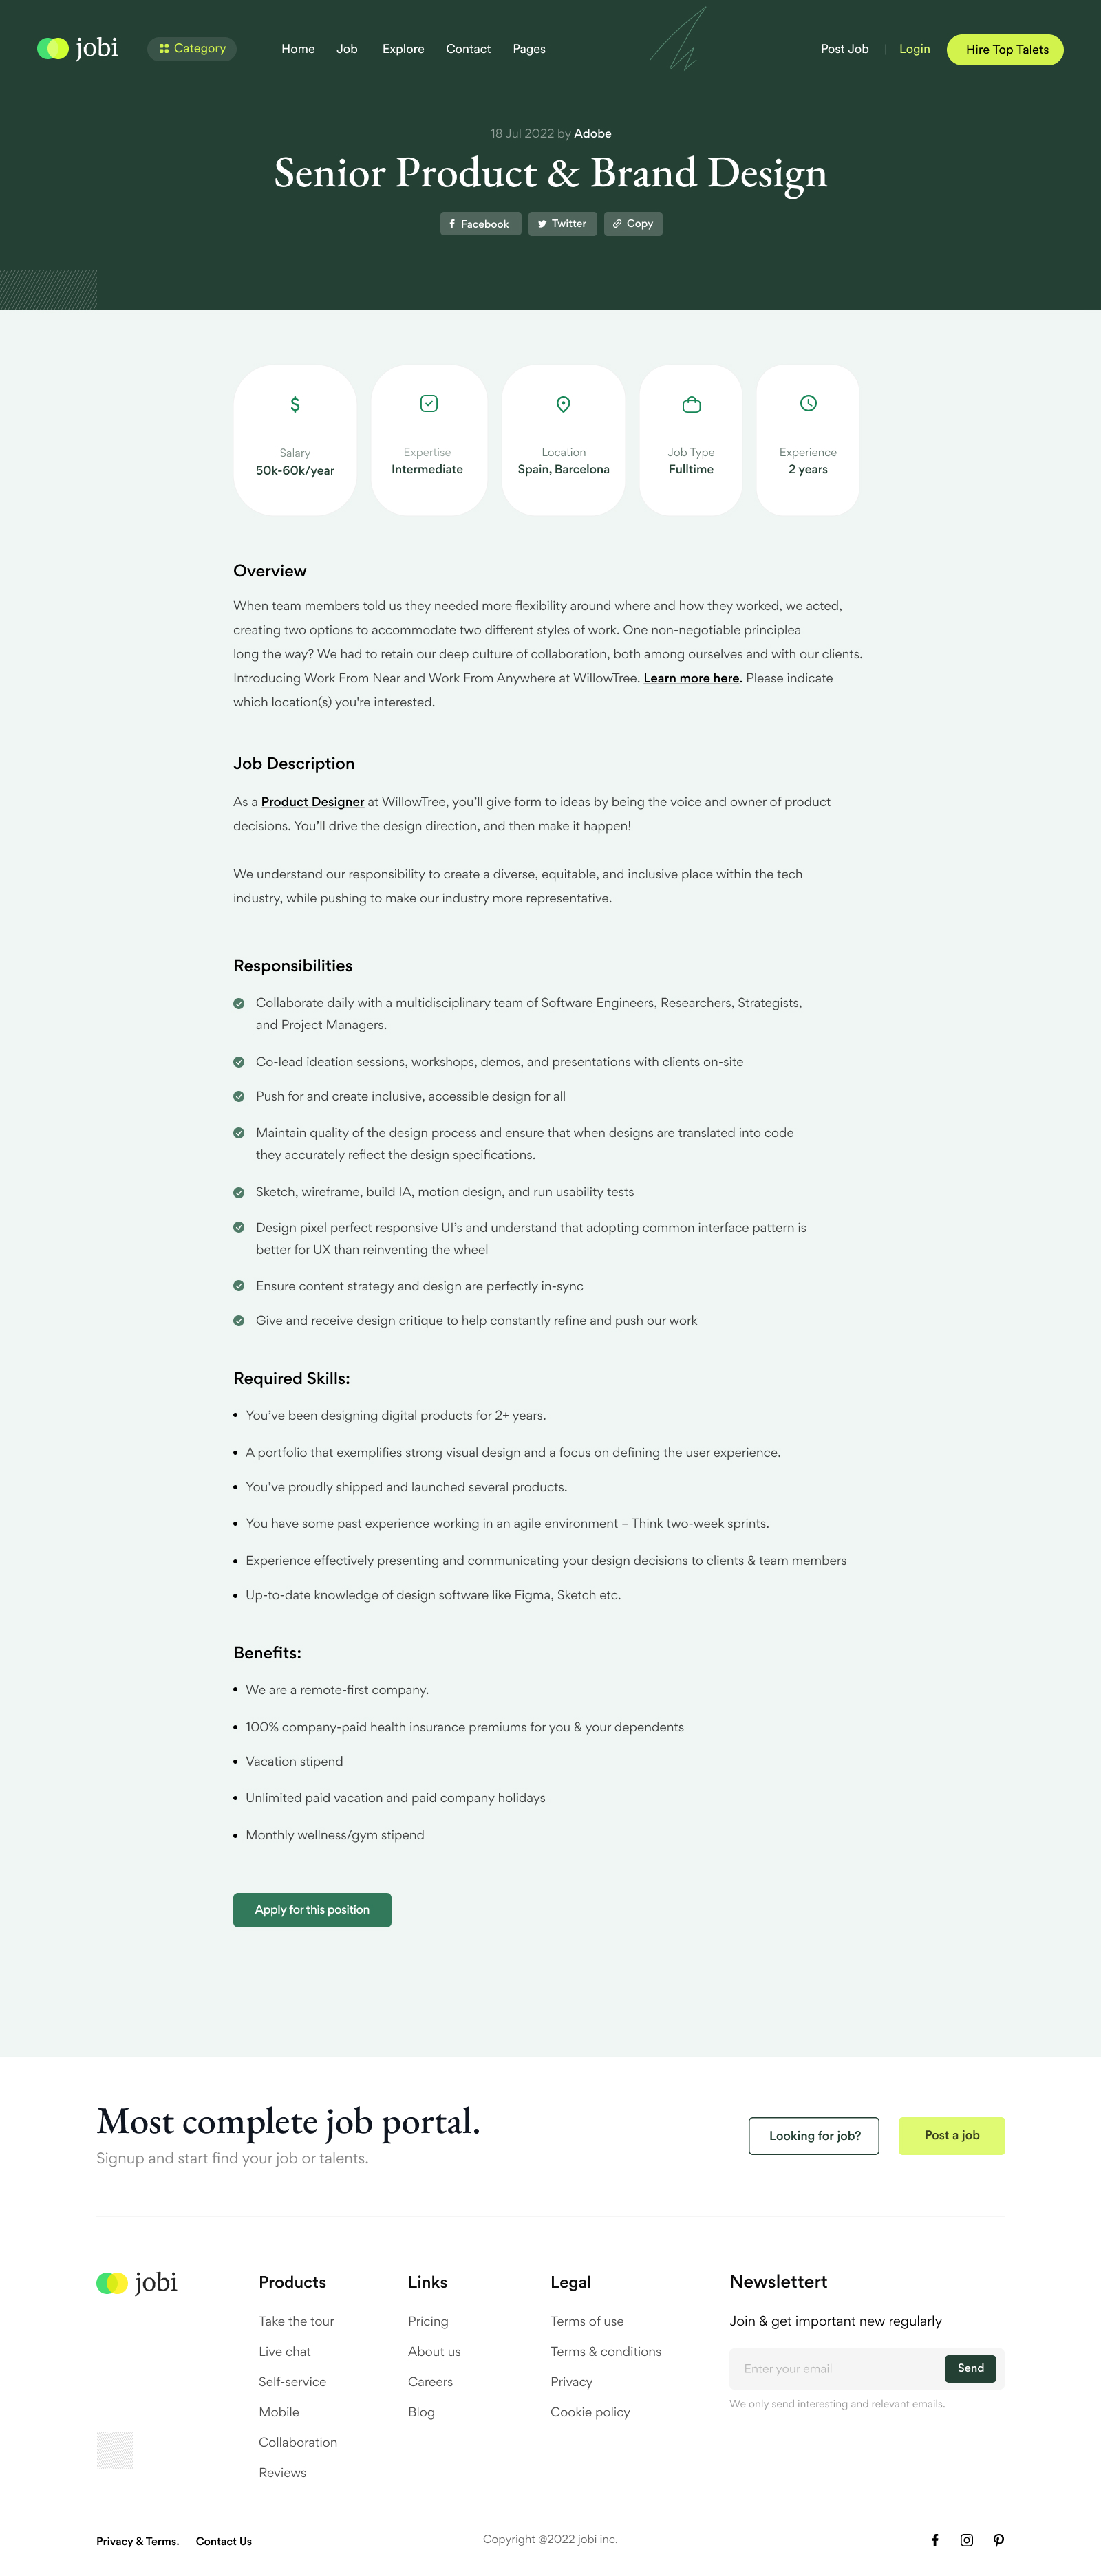 jobi
Category
Home Job Explore Contact Pages
Post Job | Login Hire Top Talets
18 Jul 2022 by Adobe
Senior Product & Brand Design
Facebook Twitter Copy
Salary
50k-60k/year
Expertise
Intermediate
Location
Spain, Barcelona
Job Type
Fulltime
Experience
2 years
Overview
When team members told us they needed more flexibility around where and how they worked, we acted,
creating two options to accommodate two different styles of work. One non-negotiable principlea
long the way? We had to retain our deep culture of collaboration, both among ourselves and with our clients.
Introducing Work From Near and Work From Anywhere at WillowTree. Learn more here. Please indicate
which location(s) you're interested.
Job Description
As a Product Designer at WillowTree, you'll give form to ideas by being the voice and owner of product
decisions. You'll drive the design direction, and then make it happen!
We understand our responsibility to create a diverse, equitable, and inclusive place within the tech
industry, while pushing to make our industry more representative.
Responsibilities
Collaborate daily with a multidisciplinary team of Software Engineers, Researchers, Strategists,
and Project Managers.
Co-lead ideation sessions, workshops, demos, and presentations with clients on-site
Push for and create inclusive, accessible design for all
Maintain quality of the design process and ensure that when designs are translated into code
they accurately reflect the design specifications.
Sketch, wireframe, build IA, motion design, and run usability tests
Design pixel perfect responsive UI's and understand that adopting common interface pattern is
better for UX than reinventing the wheel
Ensure content strategy and design are perfectly in-sync
Give and receive design critique to help constantly refine and push our work
Required Skills:
• You've been designing digital products for 2+ years.
• A portfolio that exemplifies strong visual design and a focus on defining the user experience.
• You've proudly shipped and launched several products.
• You have some past experience working in an agile environment – Think two-week sprints.
• Experience effectively presenting and communicating your design decisions to clients & team members
• Up-to-date knowledge of design software like Figma, Sketch etc.
Benefits:
• We are a remote-first company.
• 100% company-paid health insurance premiums for you & your dependents
• Vacation stipend
• Unlimited paid vacation and paid company holidays
• Monthly wellness/gym stipend
Apply for this position
Most complete job portal.
Signup and start find your job or talents.
Looking for job? Post a job
jobi
Products
Take the tour
Live chat
Self-service
Mobile
Collaboration
Reviews
Links
Pricing
About us
Careers
Blog
Legal
Terms of use
Terms & conditions
Privacy
Cookie policy
Newslettert
Join & get important new regularly
Enter your email Send
We only send interesting and relevant emails.
Privacy & Terms. Contact Us
Copyright @2022 jobi inc.